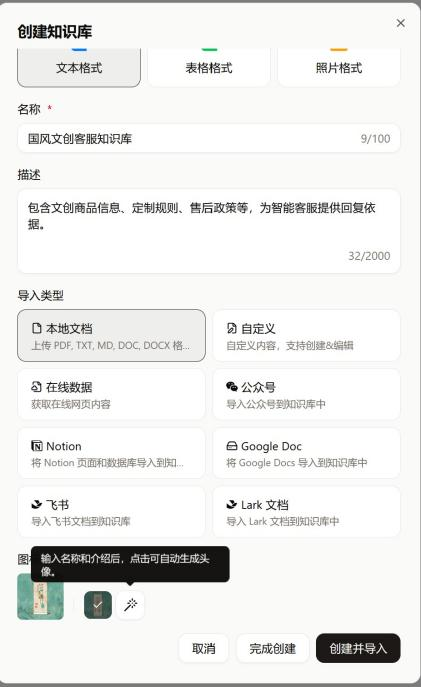 创建知识库
文本格式
表格格式
照片格式
名称 *
国风文创客服知识库
9/100
描述
包含文创商品信息、定制规则、售后政策等，为智能客服提供回复依
据。
32/2000
导入类型
本地文档
上传 PDF, TXT, MD, DOC, DOCX 格...
自定义
自定义内容，支持创建&编辑
在线数据
获取在线网页内容
公众号
导入公众号到知识库中
Notion
将 Notion 页面和数据库导入到知...
Google Doc
将 Google Docs 导入到知识库中
飞书
导入飞书文档到知识库
Lark 文档
导入 Lark 文档到知识库中
图
输入名称和介绍后，点击可自动生成头
像。
取消
完成创建
创建并导入